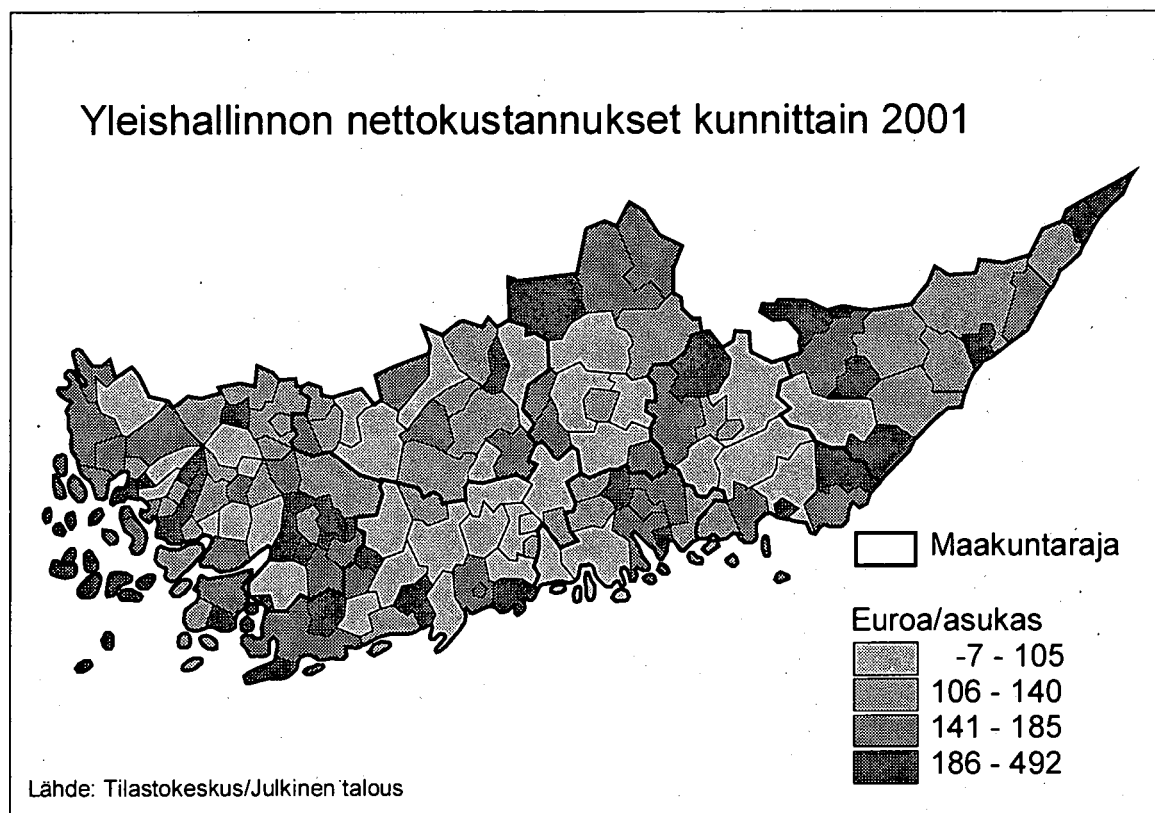 Yleishallinnon nettokustannukset kunnittain 2001
Maakuntaraja
Euroa/asukas
-7 - 105
106 - 140
141 - 185
186 - 492
Lähde: Tilastokeskus/Julkinen talous